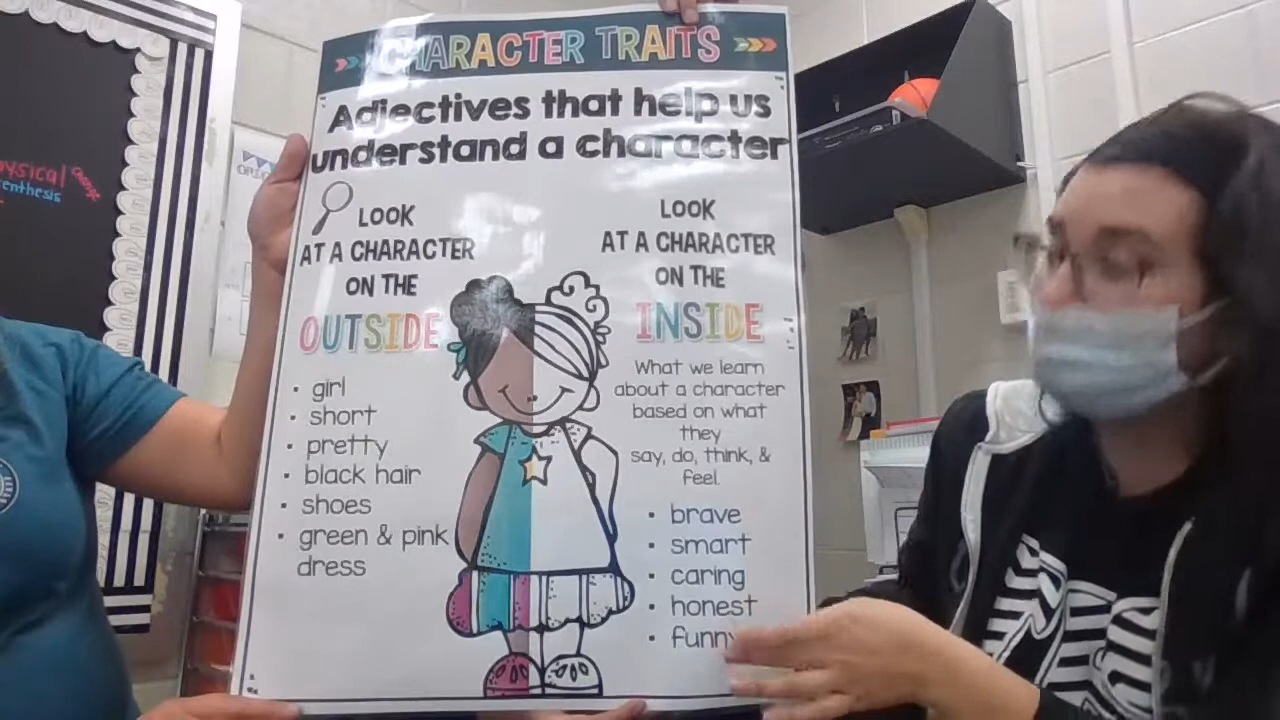 CHARACTER TRAITS
Adjectives that help us
understand a character
LOOK
AT A CHARACTER
ON THE
OUTSIDE
• girl
• short
• pretty
• black hair
• shoes
• green & pink
dress
LOOK
AT A CHARACTER
ON THE
INSIDE
What we learn
about a character
based on what
they
say, do, think, &
feel.
• brave
• smart
• caring
• honest
• funny